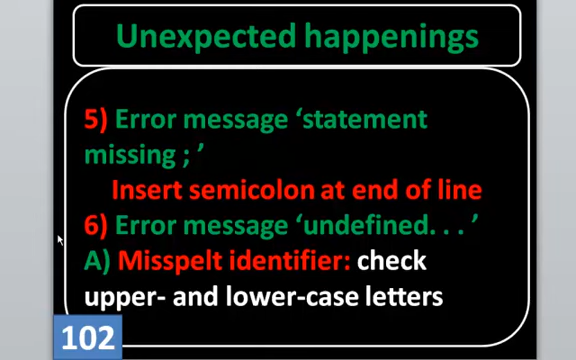 Unexpected happenings
5) Error message ‘statement
missing ; ’
Insert semicolon at end of line
6) Error message ‘undefined. . . ’
A) Misspelt identifier: check
upper- and lower-case letters
102